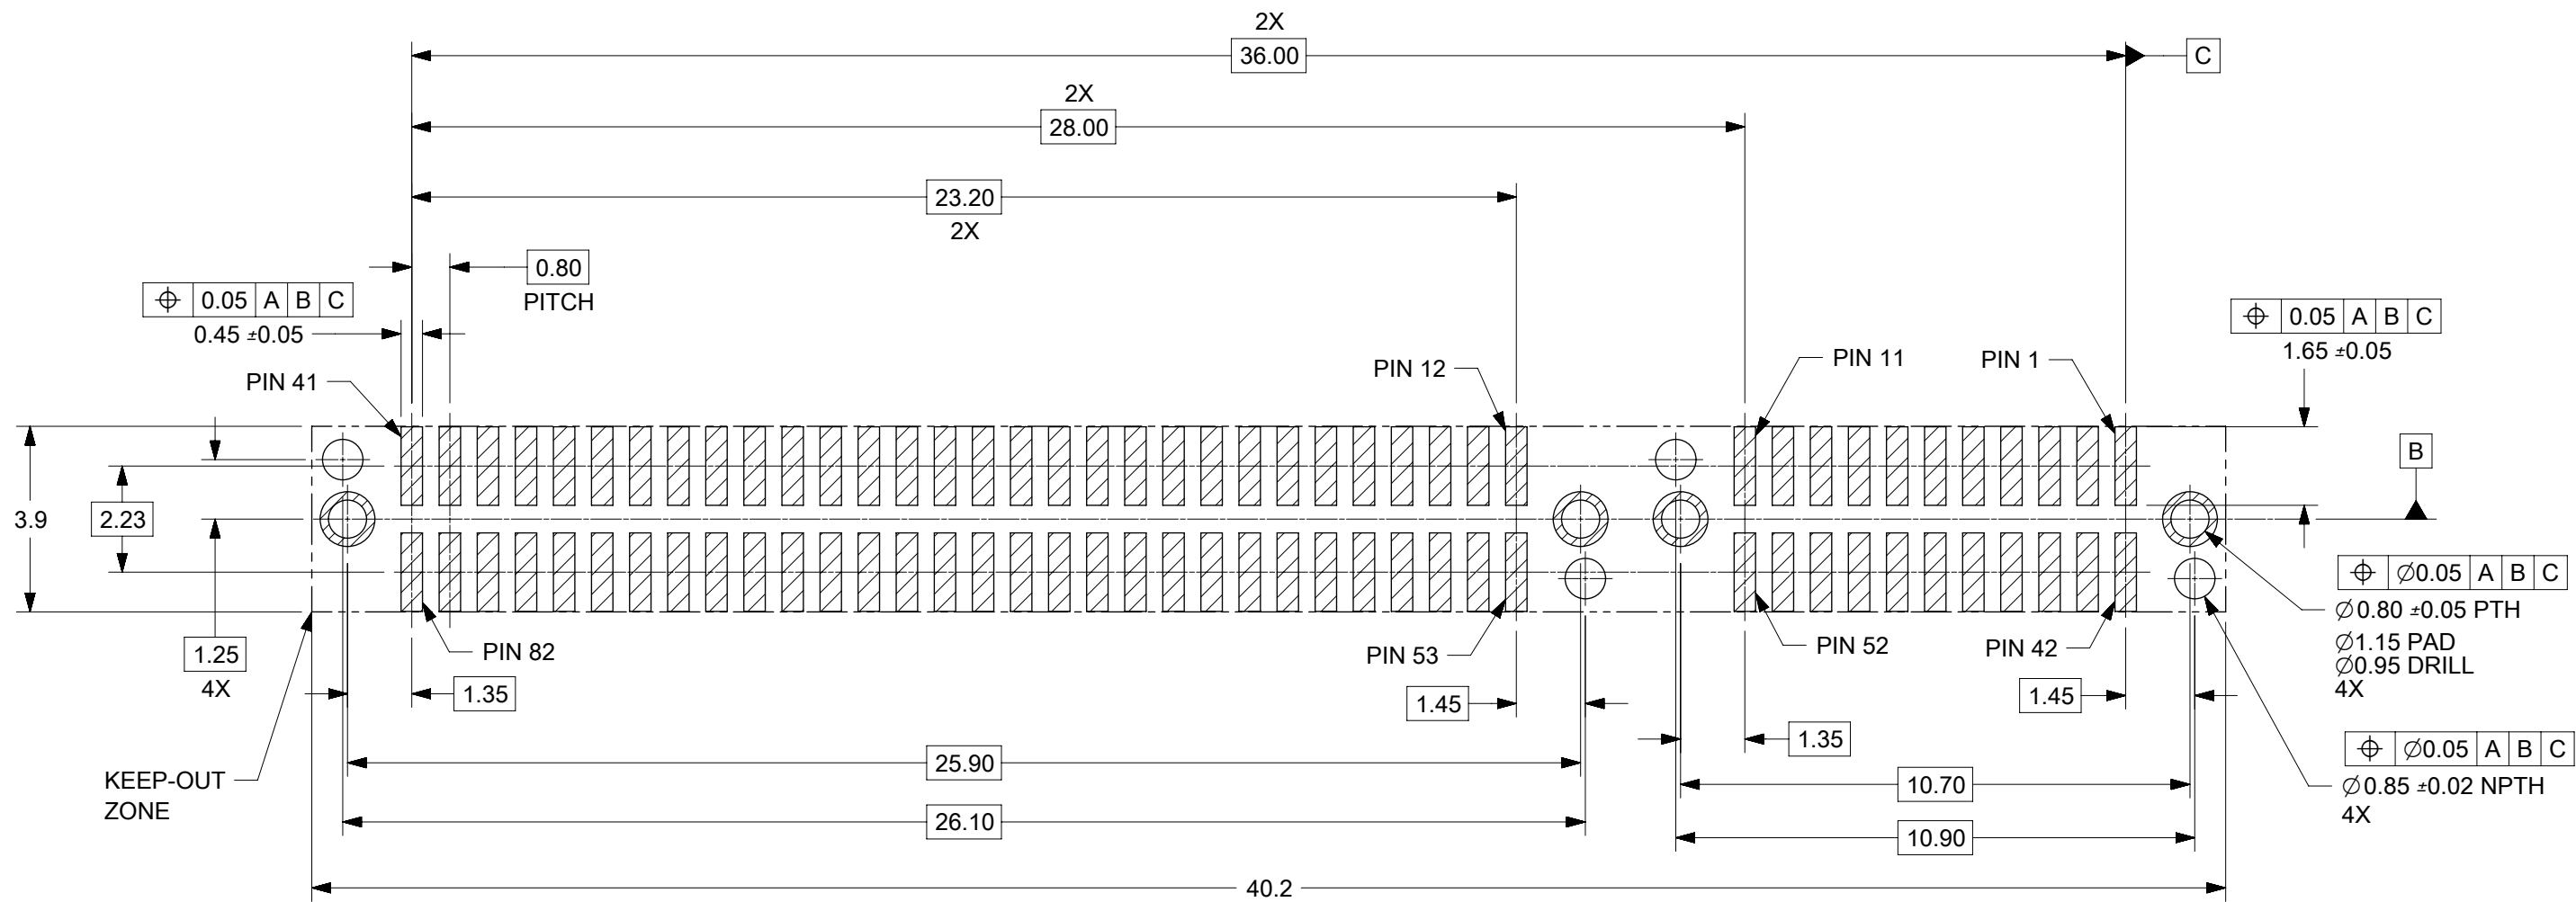 2X
36.00
C
2X
28.00
23.20
2X
0.80
PITCH
⌖ 0.05 A B C
0.45 ±0.05
⌖ 0.05 A B C
1.65 ±0.05
PIN 41
PIN 12
PIN 11
PIN 1
B
3.9
2.23
1.25
4X
PIN 82
PIN 53
PIN 52
PIN 42
⌖ ∅0.05 A B C
∅0.80 ±0.05 PTH
∅1.15 PAD
∅0.95 DRILL
4X
1.35
1.45
1.45
1.35
⌖ ∅0.05 A B C
∅0.85 ±0.02 NPTH
4X
KEEP-OUT
ZONE
25.90
10.70
26.10
10.90
40.2